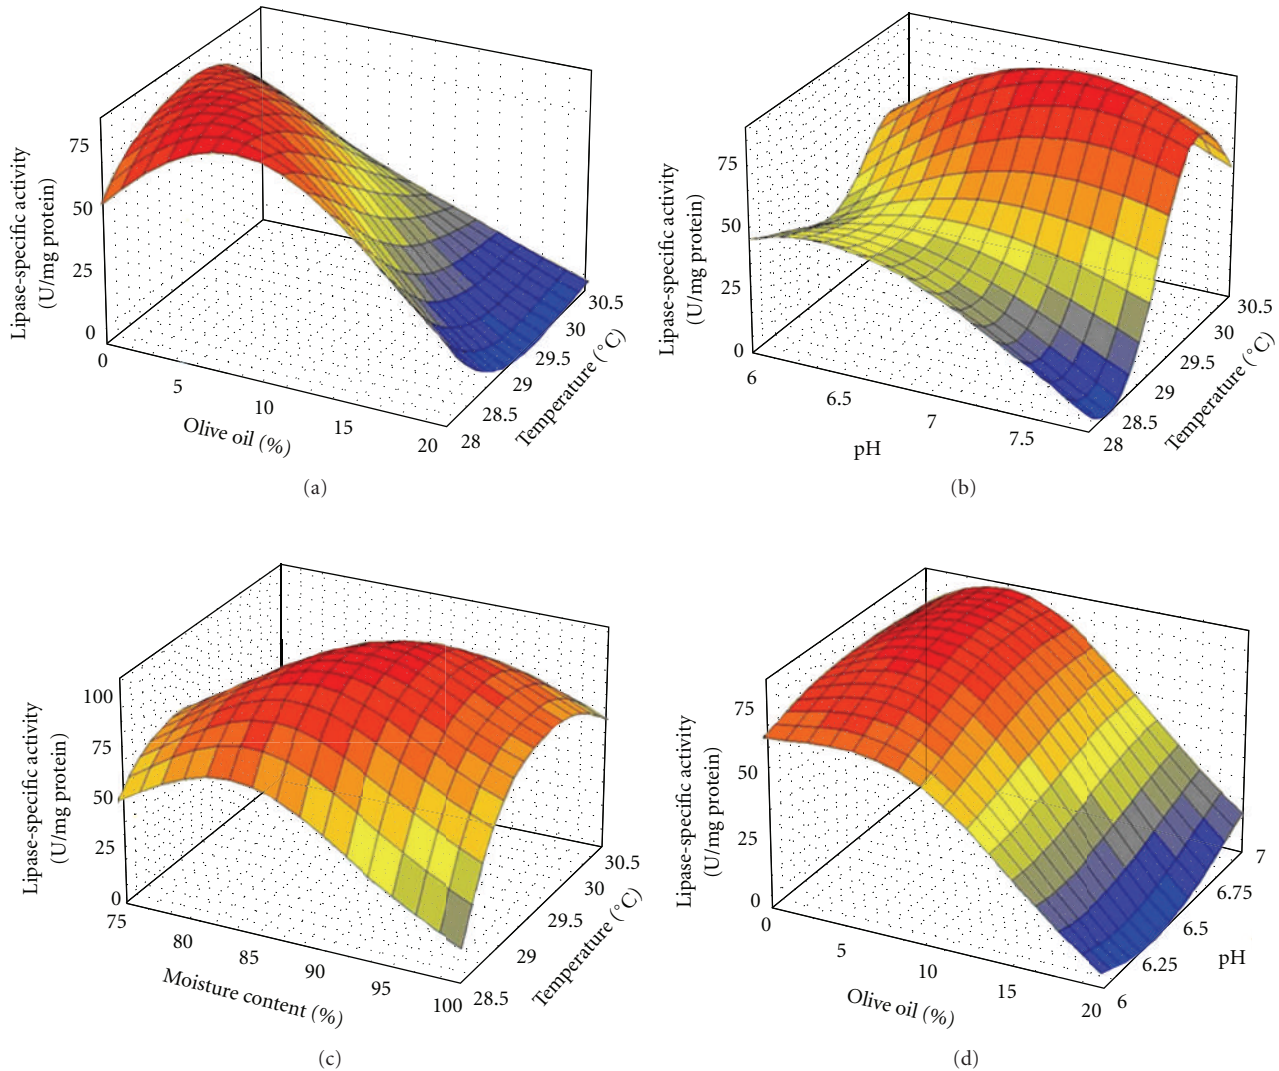 Lipase-specific activity
(U/mg protein)
75
50
25
0
0
5
10
15
20
Olive oil (%)
28
28.5
29
29.5
30
30.5
Temperature (°C)
(a)
Lipase-specific activity
(U/mg protein)
75
50
25
0
6
6.5
7
7.5
pH
28
28.5
29
29.5
30
30.5
Temperature (°C)
(b)
Lipase-specific activity
(U/mg protein)
100
75
50
25
0
75
80
85
90
95
100
Moisture content (%)
28.5
29
29.5
30
30.5
Temperature (°C)
(c)
Lipase-specific activity
(U/mg protein)
75
50
25
0
0
5
10
15
20
Olive oil (%)
6
6.25
6.5
6.75
7
pH
(d)